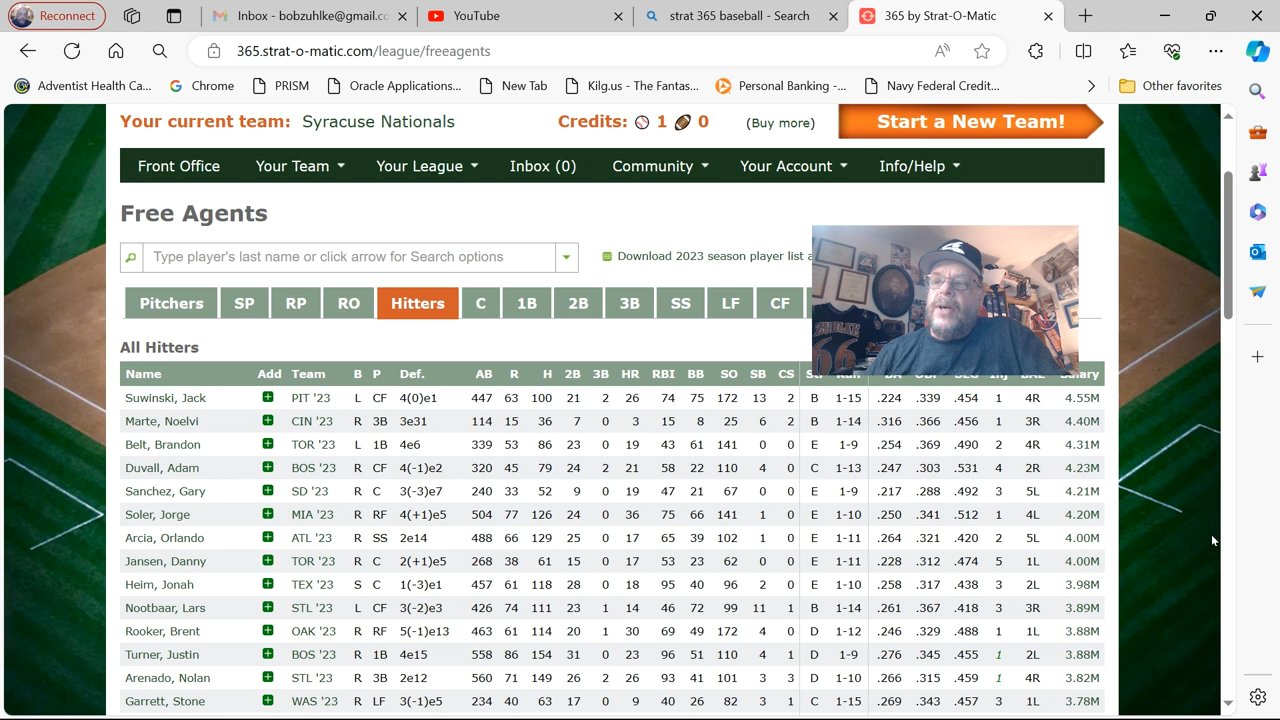 Reconnect Inbox - bobzuhlke@gmail.cc YouTube strat 365 baseball - Search 365 by Strat-O-Matic
365.strat-o-matic.com/league/freeagents
Adventist Health Ca... Chrome PRISM Oracle Applications... New Tab Kilg.us - The Fantas... Personal Banking -... Navy Federal Credit... Other favorites
Your current team: Syracuse Nationals Credits: 1 0 (Buy more) Start a New Team!
Front Office Your Team Your League Inbox (0) Community Your Account Info/Help
Free Agents
Type player's last name or click arrow for Search options Download 2023 season player list
Pitchers SP RP RO Hitters C 1B 2B 3B SS LF CF
All Hitters
Name Add Team B P Def. AB R H 2B 3B HR RBI BB SO SB CS
Suwinski, Jack PIT '23 L CF 4(0)e1 447 63 100 21 2 26 74 75 172 13 2 B 1-15 .224 .339 .454 1 4R 4.55M
Marte, Noelvi CIN '23 R 3B 3e31 114 15 36 7 0 3 15 8 25 6 2 B 1-14 .316 .366 .456 1 3R 4.40M
Belt, Brandon TOR '23 L 1B 4e6 339 53 86 23 0 19 43 61 141 0 0 E 1-9 .254 .369 .490 2 4R 4.31M
Duvall, Adam BOS '23 R CF 4(-1)e2 320 45 79 24 2 21 58 22 110 4 0 C 1-13 .247 .303 .531 4 2R 4.23M
Sanchez, Gary SD '23 R C 3(-3)e7 240 33 52 9 0 19 47 21 67 0 0 E 1-9 .217 .288 .492 3 5L 4.21M
Soler, Jorge MIA '23 R RF 4(+1)e5 504 77 126 24 0 36 75 66 141 1 0 E 1-10 .250 .341 .512 1 4L 4.20M
Arcia, Orlando ATL '23 R SS 2e14 488 66 129 25 0 17 65 39 102 1 0 E 1-11 .264 .321 .420 2 5L 4.00M
Jansen, Danny TOR '23 R C 2(+1)e5 268 38 61 15 0 17 53 23 62 0 0 E 1-11 .228 .312 .474 5 1L 4.00M
Heim, Jonah TEX '23 S C 1(-3)e1 457 61 118 28 0 18 95 40 96 2 0 E 1-10 .258 .317 .438 3 2L 3.98M
Nootbaar, Lars STL '23 L CF 3(-2)e3 426 74 111 23 1 14 46 72 99 11 1 B 1-14 .261 .367 .418 3 3R 3.89M
Rooker, Brent OAK '23 R RF 5(-1)e13 463 61 114 20 1 30 69 49 172 4 0 D 1-12 .246 .329 .488 1 1L 3.88M
Turner, Justin BOS '23 R 1B 4e15 558 86 154 31 0 23 96 51 110 4 1 D 1-9 .276 .345 .455 1 2L 3.88M
Arenado, Nolan STL '23 R 3B 2e12 560 71 149 26 2 26 93 41 101 3 3 D 1-10 .266 .315 .459 1 4R 3.82M
Garrett, Stone WAS '23 R LF 3(-1)e5 234 40 63 17 0 9 40 26 82 3 1 C 1-15 .269 .343 .457 3 1L 3.78M